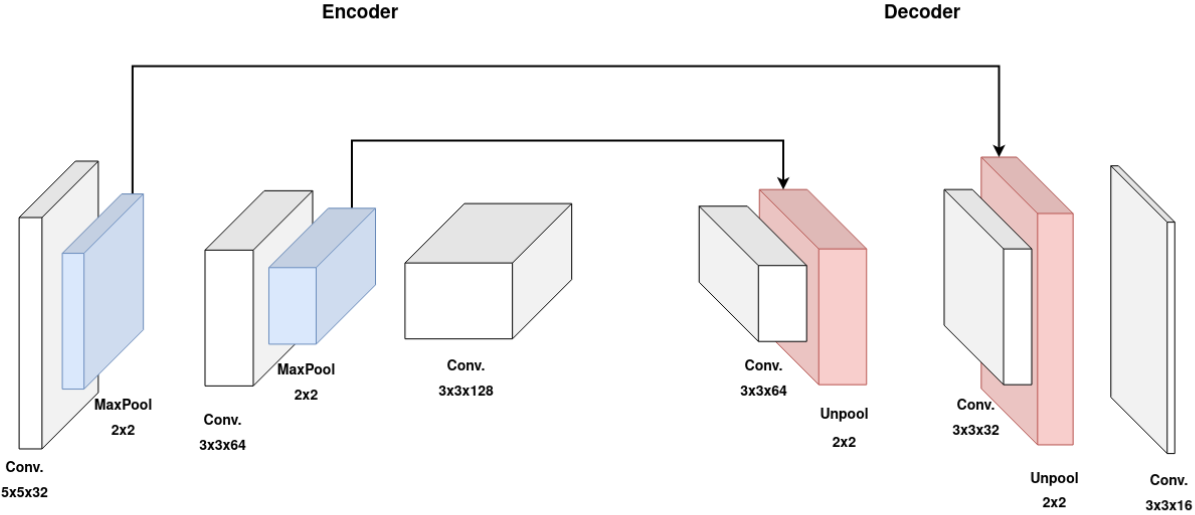 Encoder
Decoder
Conv.
5x5x32
MaxPool
2x2
Conv.
3x3x64
MaxPool
2x2
Conv.
3x3x128
Conv.
3x3x64
Unpool
2x2
Conv.
3x3x32
Unpool
2x2
Conv.
3x3x16